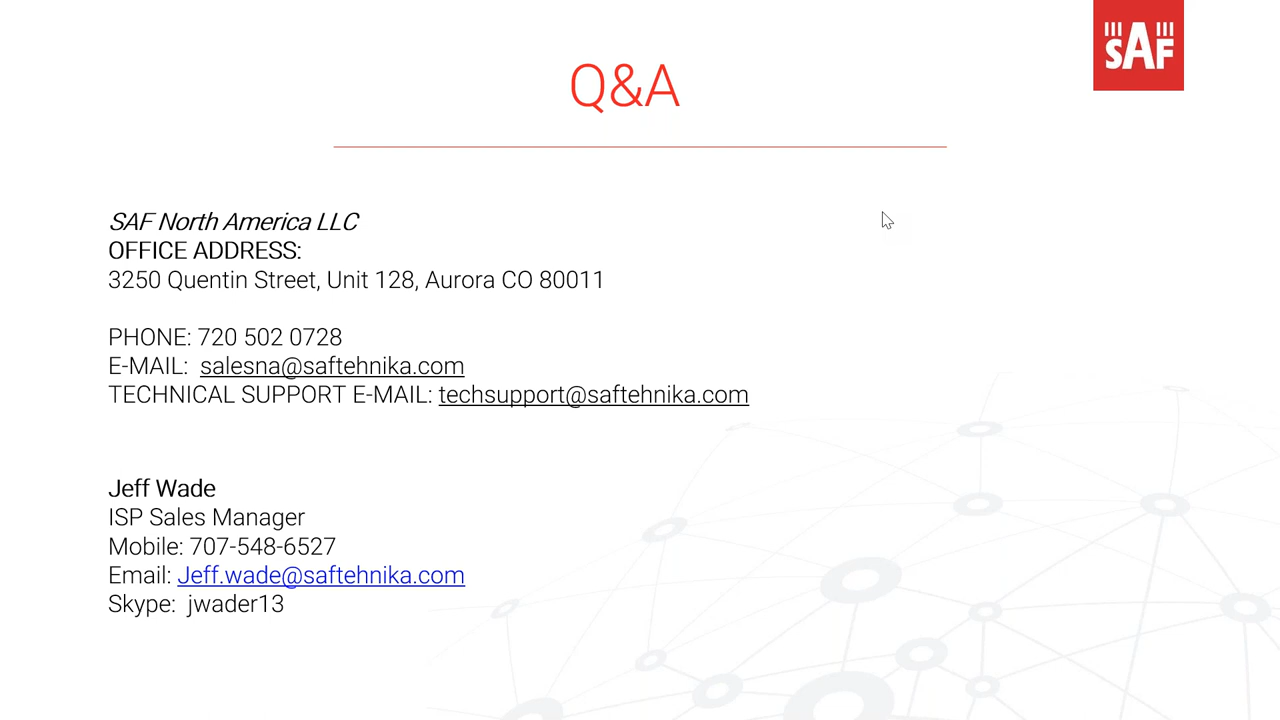 SAF
Q&A
SAF North America LLC
OFFICE ADDRESS:
3250 Quentin Street, Unit 128, Aurora CO 80011
PHONE: 720 502 0728
E-MAIL:  salesna@saftehnika.com
TECHNICAL SUPPORT E-MAIL: techsupport@saftehnika.com
Jeff Wade
ISP Sales Manager
Mobile: 707-548-6527
Email: Jeff.wade@saftehnika.com
Skype:  jwader13